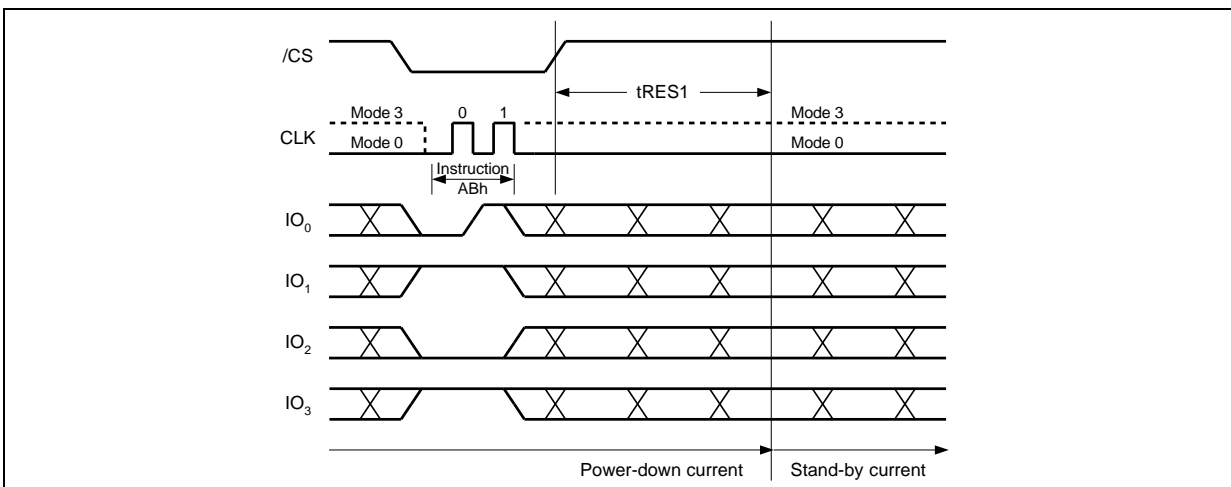 /CS
tRES1
Mode 3 0 1 Mode 3
CLK
Mode 0 Mode 0
Instruction
ABh
IO0
IO1
IO2
IO3
Power-down current Stand-by current